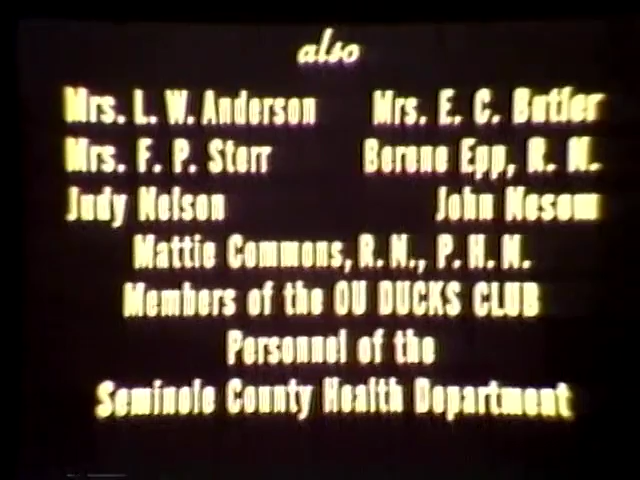 also
Mrs. L. W. Anderson Mrs. E. C. Butler
Mrs. F. P. Storr Berene Epp, R. N.
Judy Nelson John Nesom
Mattie Commons, R. N., P. H. N.
Members of the OU DUCKS CLUB
Personnel of the
Seminole County Health Department